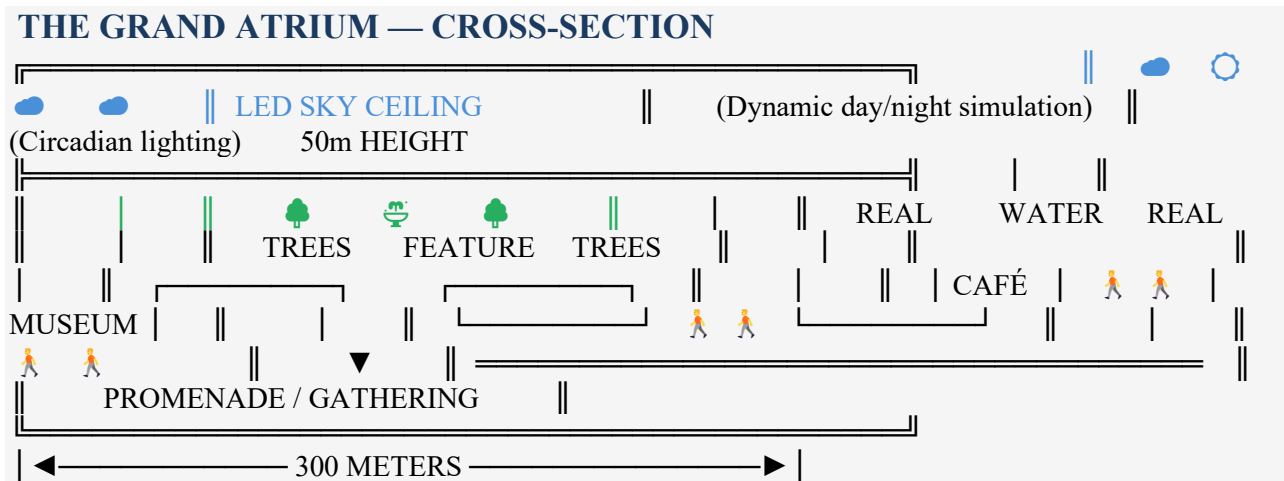 THE GRAND ATRIUM — CROSS-SECTION
LED SKY CEILING (Dynamic day/night simulation)
(Circadian lighting) 50m HEIGHT
REAL WATER REAL
TREES FEATURE TREES
CAFÉ
MUSEUM
PROMENADE / GATHERING
300 METERS